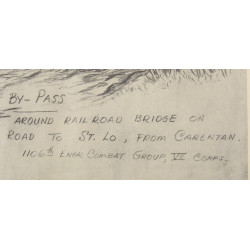 BY-PASS
AROUND RAILROAD BRIDGE ON
ROAD TO ST. LO, FROM CARENTAN.
1106th ENGR COMBAT GROUP, VII CORPS.